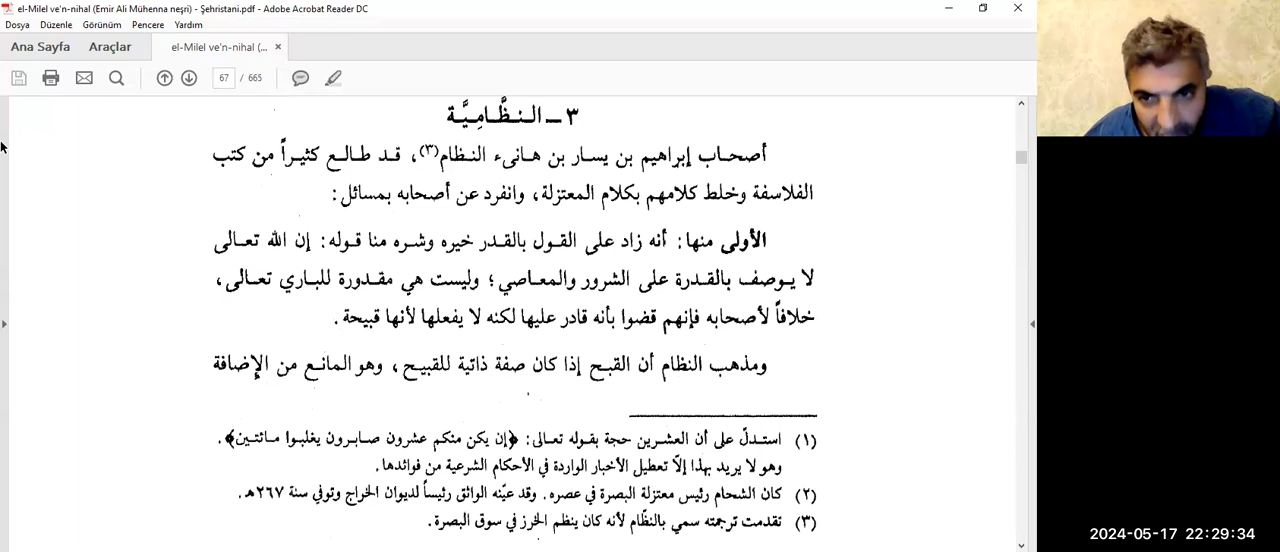 el-Milel ve'n-nihal (Emir Ali Mühenna neşri) - Şehristani.pdf - Adobe Acrobat Reader DC
Dosya Düzenle Görünüm Pencere Yardım
Ana Sayfa Araçlar el-Milel ve'n-nihal (... ×
67 / 665
٣ ــ النـظَّـامِـيَّـة
أصحاب إبراهيم بن يسار بن هانىء النظام(٣)، قد طالع كثيراً من كتب
الفلاسفة وخلط كلامهم بكلام المعتزلة، وانفرد عن أصحابه بمسائل:
الأولى منها: أنه زاد على القول بالقدر خيره وشره منا قوله: إن الله تعالى
لا يوصف بالقدرة على الشرور والمعاصي؛ وليست هي مقدورة للباري تعالى،
خلافاً لأصحابه فإنهم قضوا بأنه قادر عليها لكنه لا يفعلها لأنها قبيحة.
ومذهب النظام أن القبح إذا كان صفة ذاتية للقبيح، وهو المانع من الإضافة
(١) استدلّ على أن العشرين حجة بقوله تعالى: ﴿إن يكن منكم عشرون صابرون يغلبوا مائتين﴾.
وهو لا يريد بهذا إلّا تعطيل الأخبار الواردة في الأحكام الشرعية من فوائدها.
(٢) كان الشحام رئيس معتزلة البصرة في عصره. وقد عيّنه الواثق رئيساً لديوان الخراج وتوفي سنة ٢٦٧هـ.
(٣) تقدمت ترجمته سمي بالنظّام لأنه كان ينظم الخرز في سوق البصرة.
2024-05-17 22:29:34